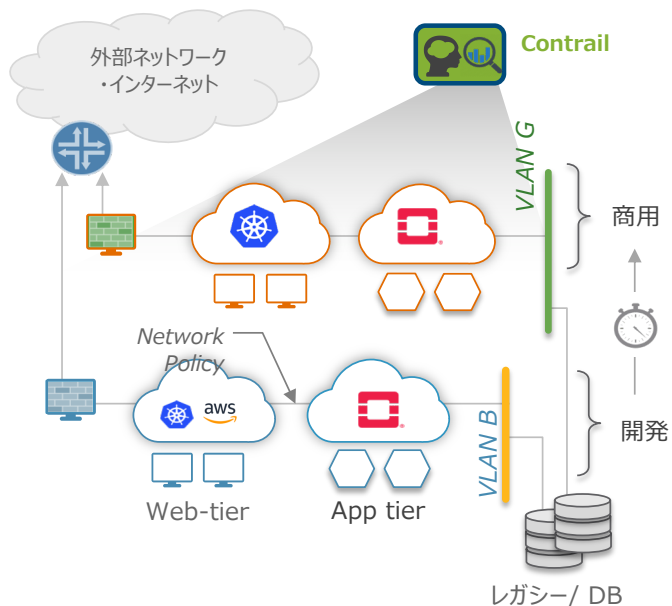 外部ネットワーク
・インターネット
Contrail
VLAN G
商用
Network
Policy
aws
VLAN B
開発
Web-tier
App tier
レガシー/ DB